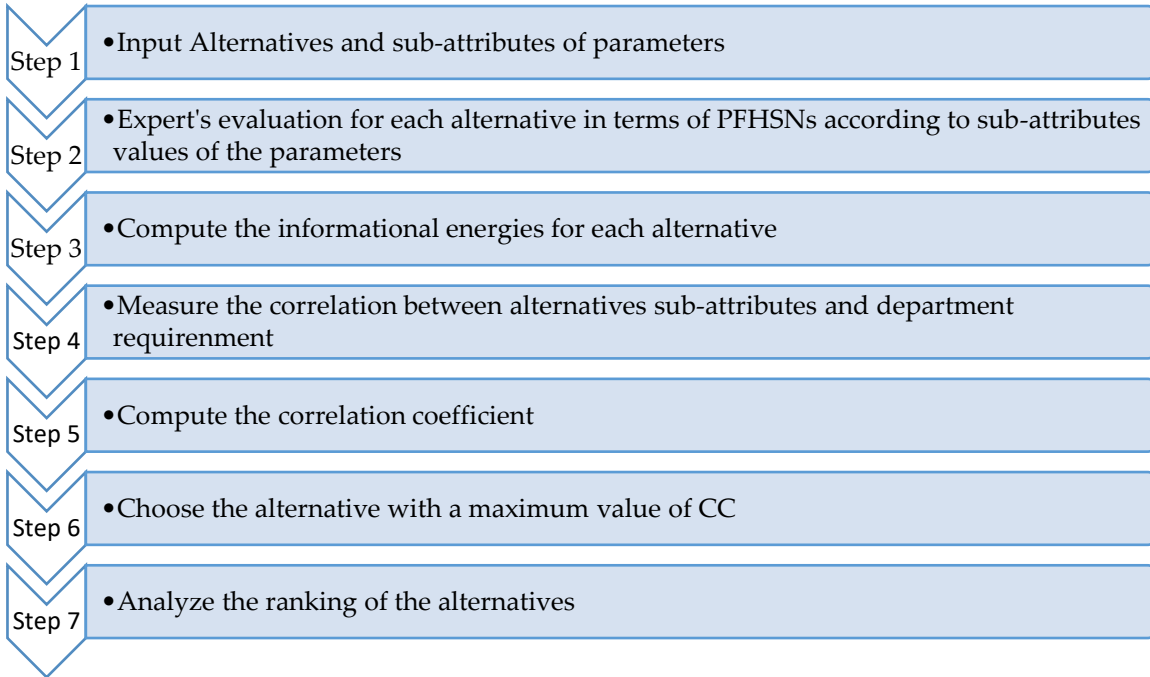 Step 1
•Input Alternatives and sub-attributes of parameters
Step 2
•Expert's evaluation for each alternative in terms of PFHSNs according to sub-attributes
values of the parameters
Step 3
•Compute the informational energies for each alternative
Step 4
•Measure the correlation between alternatives sub-attributes and department
requirenment
Step 5
•Compute the correlation coefficient
Step 6
•Choose the alternative with a maximum value of CC
Step 7
•Analyze the ranking of the alternatives